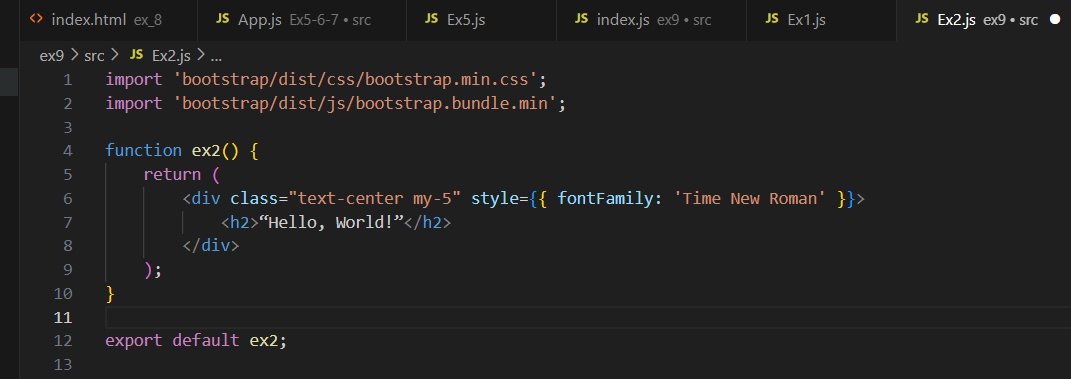 <> index.html ex_8 JS App.js Ex5-6-7 • src JS Ex5.js JS index.js ex9 • src JS Ex1.js JS Ex2.js ex9 • src ●
ex9 > src > JS Ex2.js > ...
1 import 'bootstrap/dist/css/bootstrap.min.css';
2 import 'bootstrap/dist/js/bootstrap.bundle.min';
3
4 function ex2() {
5     return (
6         <div class="text-center my-5" style={{ fontFamily: 'Time New Roman' }}>
7             <h2>“Hello, World!”</h2>
8         </div>
9     );
10 }
11
12 export default ex2;
13